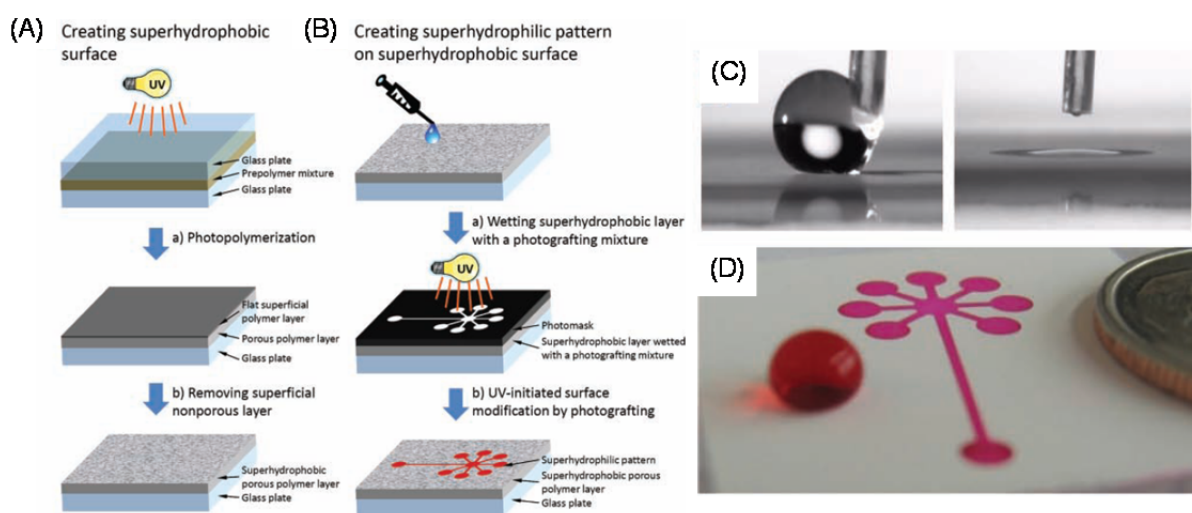 (A)
Creating superhydrophobic
surface
UV
Glass plate
Prepolymer mixture
Glass plate
a) Photopolymerization
Flat superficial
polymer layer
Porous polymer layer
Glass plate
b) Removing superficial
nonporous layer
Superhydrophobic
porous polymer layer
Glass plate
(B)
Creating superhydrophilic pattern
on superhydrophobic surface
a) Wetting superhydrophobic layer
with a photografting mixture
UV
Photomask
Superhydrophobic layer wetted
with a photografting mixture
b) UV-initiated surface
modification by photografting
Superhydrophilic pattern
Superhydrophobic porous
polymer layer
Glass plate
(C)
(D)